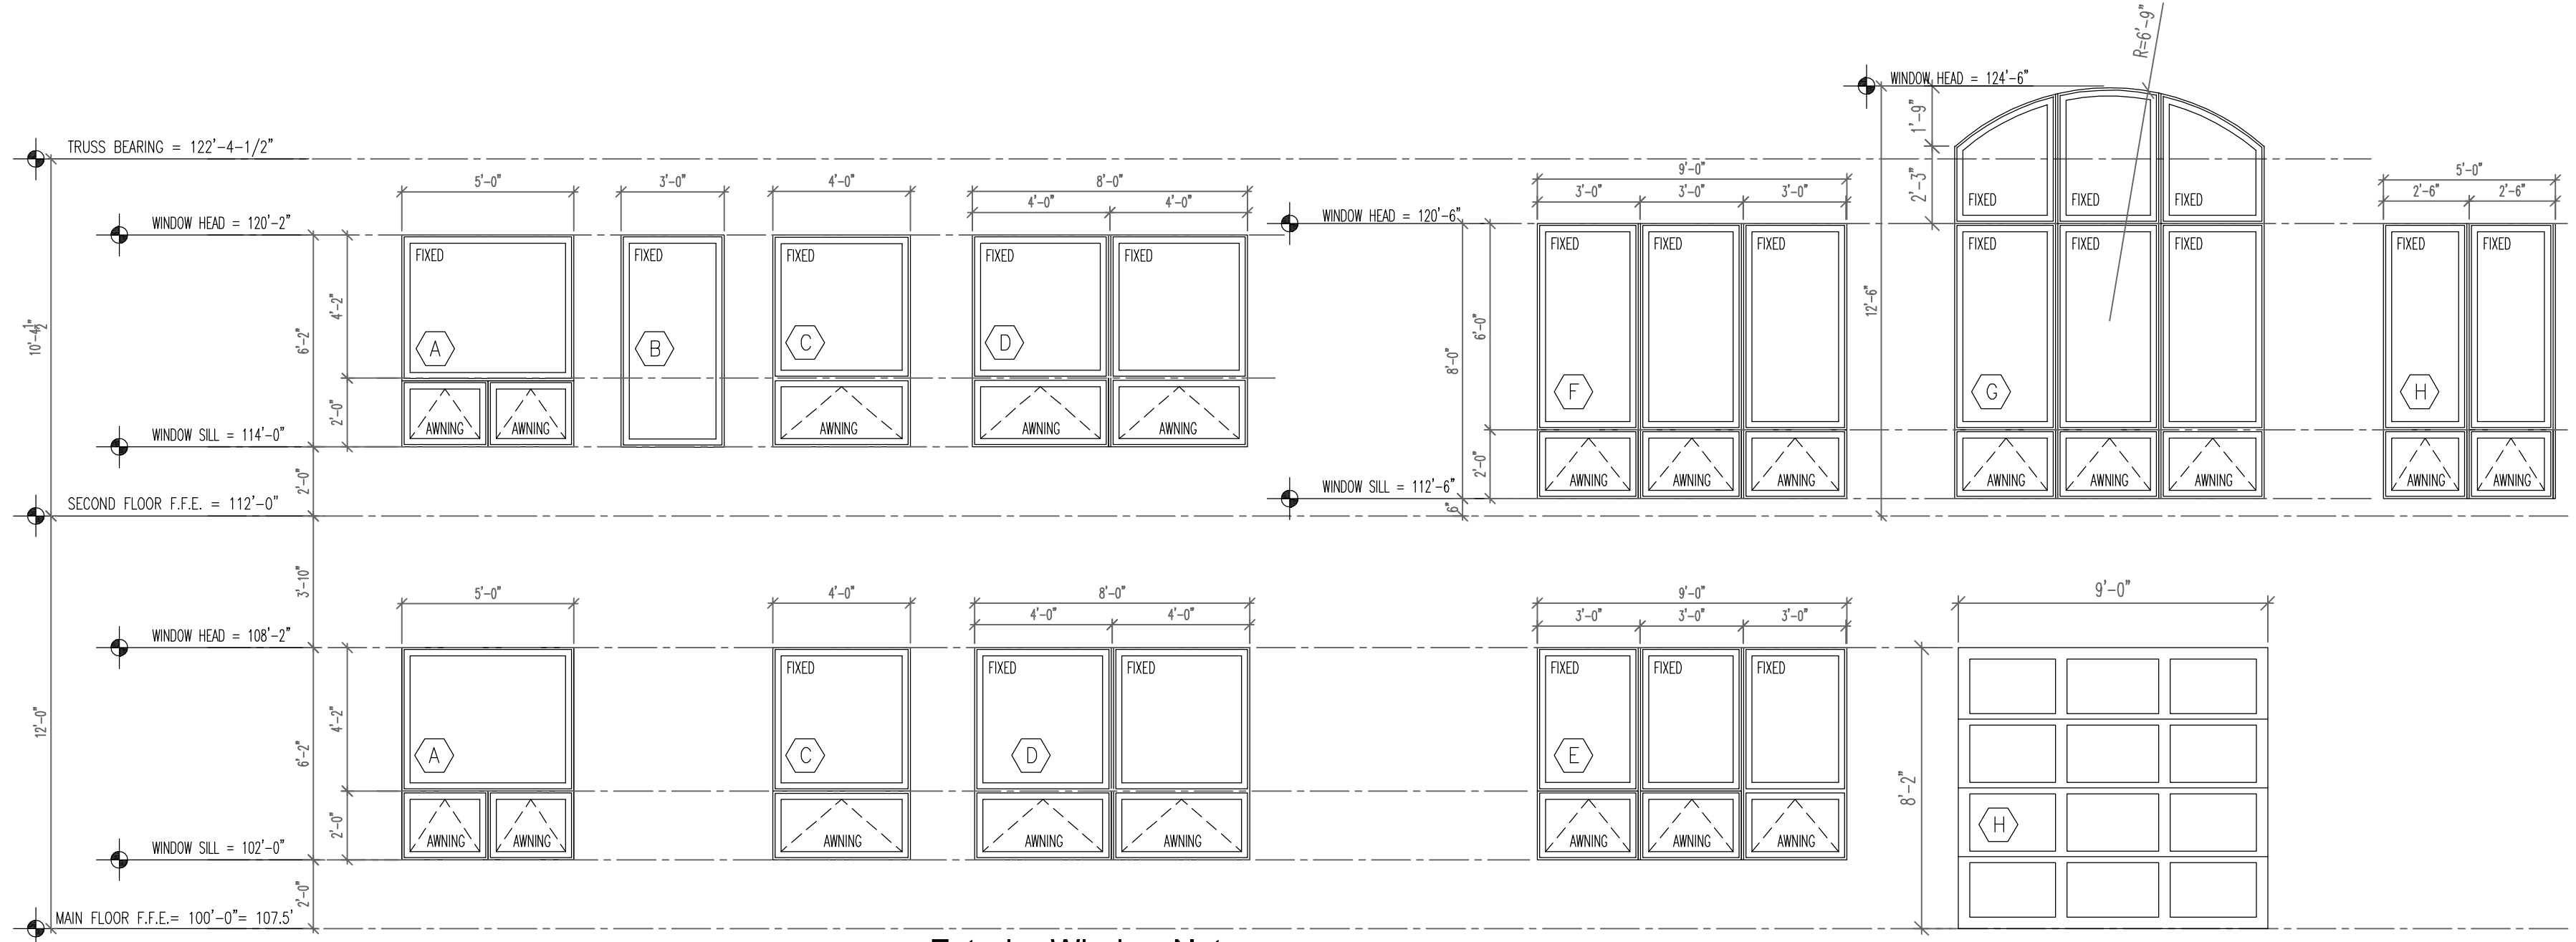 R=6'-9"
WINDOW HEAD = 124'-6"
1'-9"
TRUSS BEARING = 122'-4-1/2"
5'-0" 3'-0" 4'-0" 8'-0" 9'-0" 2'-3" 5'-0"
4'-0" 4'-0" 3'-0" 3'-0" 3'-0" FIXED FIXED FIXED 2'-6" 2'-6"
WINDOW HEAD = 120'-2" WINDOW HEAD = 120'-6"
FIXED FIXED FIXED FIXED FIXED FIXED FIXED FIXED FIXED FIXED FIXED FIXED FIXED
10'-4 1/2" 6'-2" 4'-2" 8'-0" 6'-0" 12'-6"
A B C D F G H
2'-0" AWNING AWNING AWNING AWNING AWNING
WINDOW SILL = 114'-0"
2'-0" 2'-0" AWNING AWNING AWNING AWNING AWNING AWNING AWNING AWNING
WINDOW SILL = 112'-6"
SECOND FLOOR F.F.E. = 112'-0" 6"
3'-10" 5'-0" 4'-0" 8'-0" 9'-0" 9'-0"
4'-0" 4'-0" 3'-0" 3'-0" 3'-0"
WINDOW HEAD = 108'-2"
FIXED FIXED FIXED FIXED FIXED FIXED
12'-0" 6'-2" 4'-2" 8'-2"
A C D E
H
2'-0" AWNING AWNING AWNING AWNING AWNING AWNING AWNING AWNING
WINDOW SILL = 102'-0"
2'-0"
MAIN FLOOR F.F.E.= 100'-0"= 107.5'